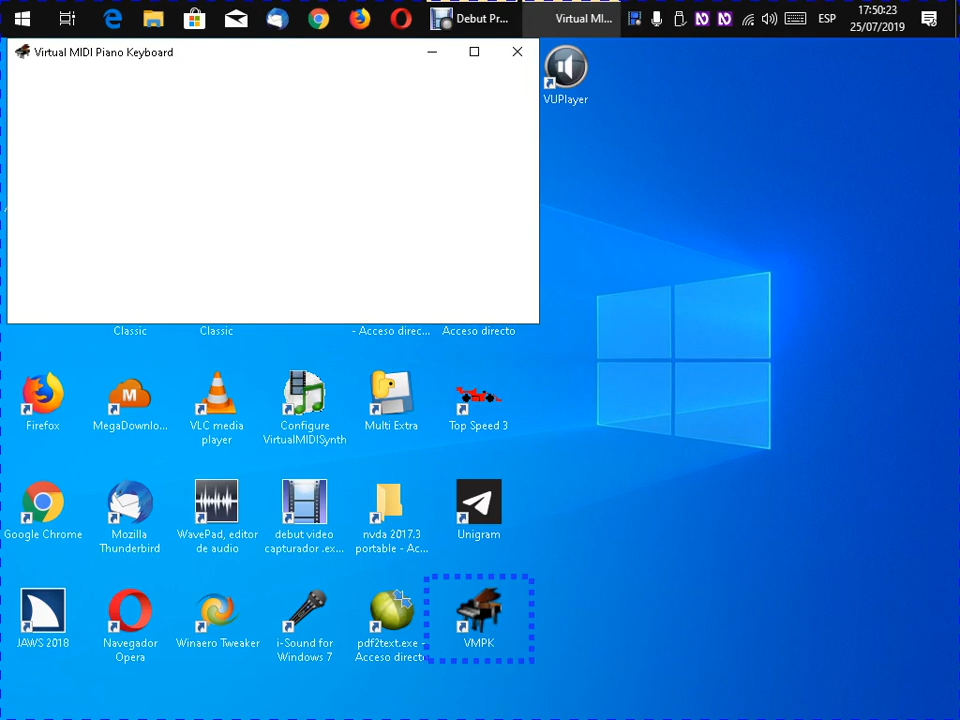 Debut Pr...
Virtual MI...
ESP
17:50:23
25/07/2019
Virtual MIDI Piano Keyboard
VUPlayer
Classic
Classic
- Acceso direc...
Acceso directo
Firefox
MegaDownlo...
VLC media
player
Configure
VirtualMIDISynth
Multi Extra
Top Speed 3
Google Chrome
Mozilla
Thunderbird
WavePad, editor
de audio
debut video
capturador .ex...
nvda 2017.3
portable - Ac...
Unigram
JAWS 2018
Navegador
Opera
Winaero Tweaker
i-Sound for
Windows 7
pdf2text.exe -
Acceso directo
VMPK